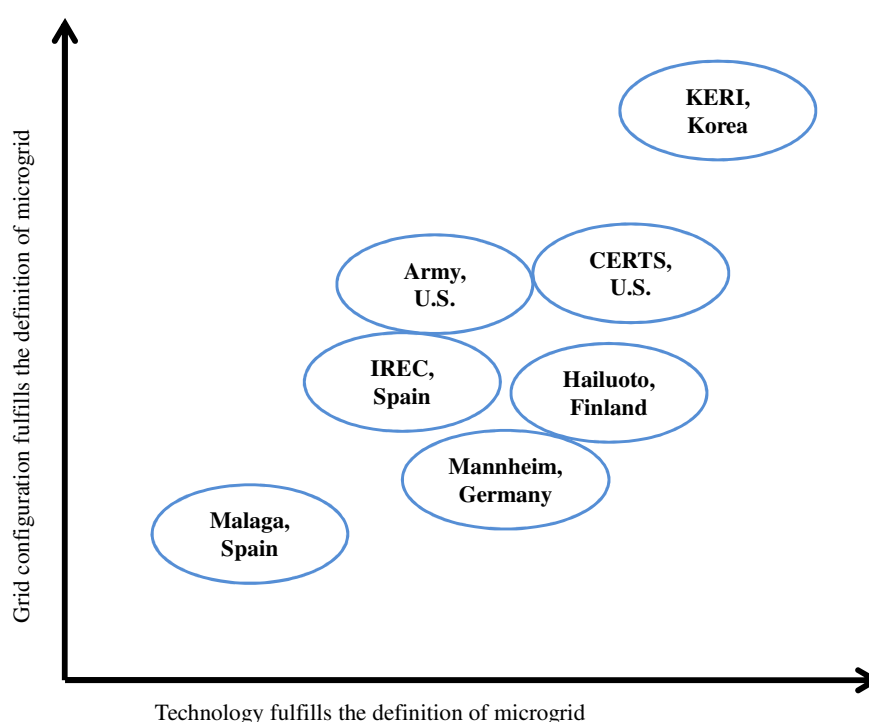 Grid configuration fulfills the definition of microgrid
KERI,
Korea
Army,
U.S.
CERTS,
U.S.
IREC,
Spain
Hailuoto,
Finland
Mannheim,
Germany
Malaga,
Spain
Technology fulfills the definition of microgrid